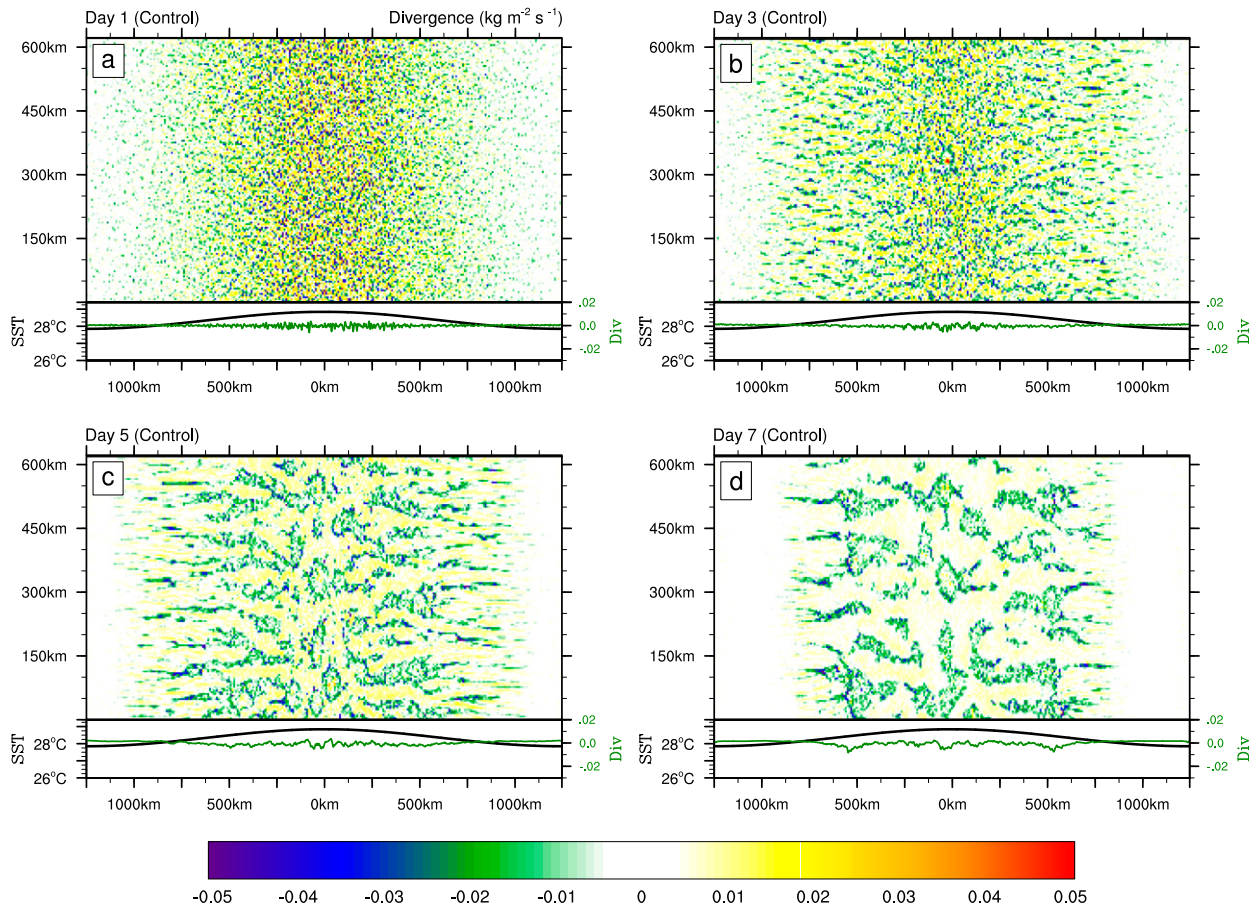 Day 1 (Control) Divergence (kg m⁻² s⁻¹)
a
600km
450km
300km
150km
SST
28°C
26°C
.02
0.0
-.02
Div
1000km 500km 0km 500km 1000km
Day 3 (Control)
b
600km
450km
300km
150km
SST
28°C
26°C
.02
0.0
-.02
Div
1000km 500km 0km 500km 1000km
Day 5 (Control)
c
600km
450km
300km
150km
SST
28°C
26°C
.02
0.0
-.02
Div
1000km 500km 0km 500km 1000km
Day 7 (Control)
d
600km
450km
300km
150km
SST
28°C
26°C
.02
0.0
-.02
Div
1000km 500km 0km 500km 1000km
-0.05 -0.04 -0.03 -0.02 -0.01 0 0.01 0.02 0.03 0.04 0.05